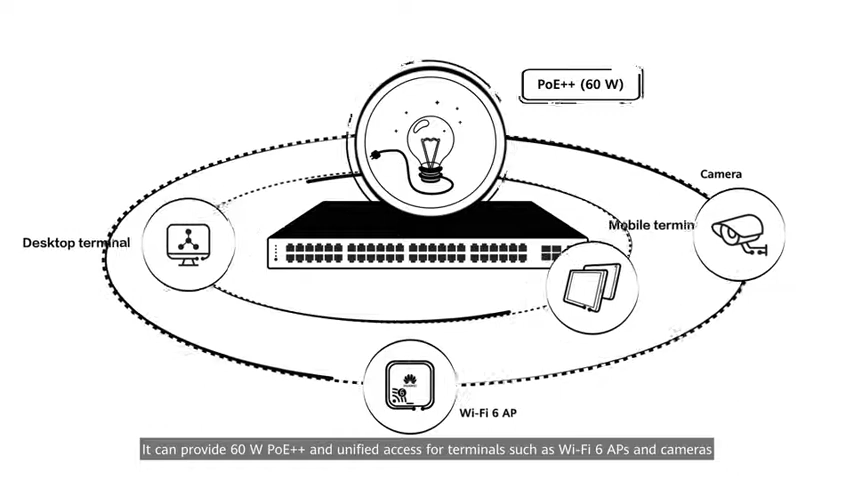 PoE++ (60 W)
Camera
Desktop terminal
Mobile termin
6
Wi-Fi 6 AP
It can provide 60 W PoE++ and unified access for terminals such as Wi-Fi 6 APs and cameras